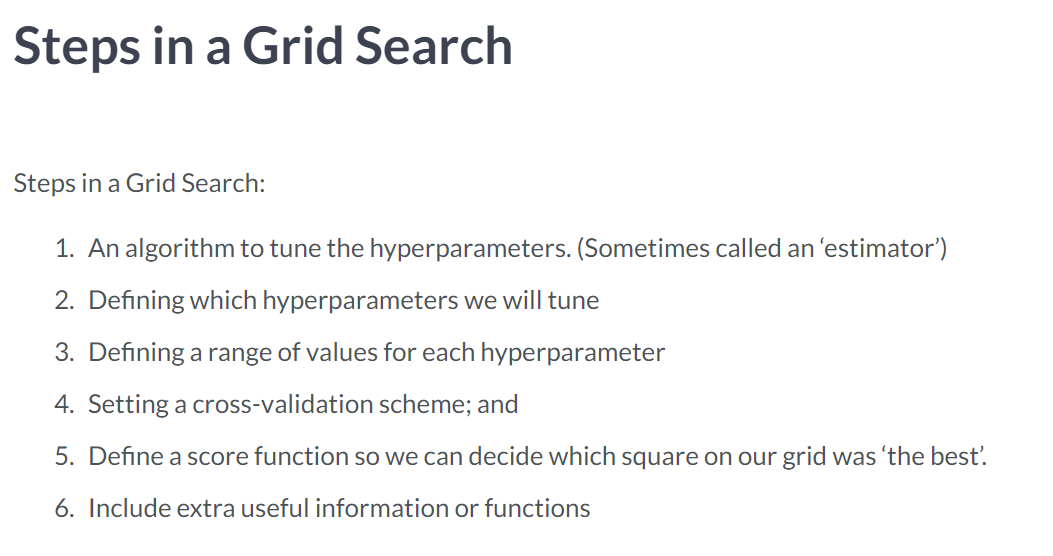 Steps in a Grid Search
Steps in a Grid Search:
1. An algorithm to tune the hyperparameters. (Sometimes called an ‘estimator’)
2. Defining which hyperparameters we will tune
3. Defining a range of values for each hyperparameter
4. Setting a cross-validation scheme; and
5. Define a score function so we can decide which square on our grid was ‘the best’.
6. Include extra useful information or functions